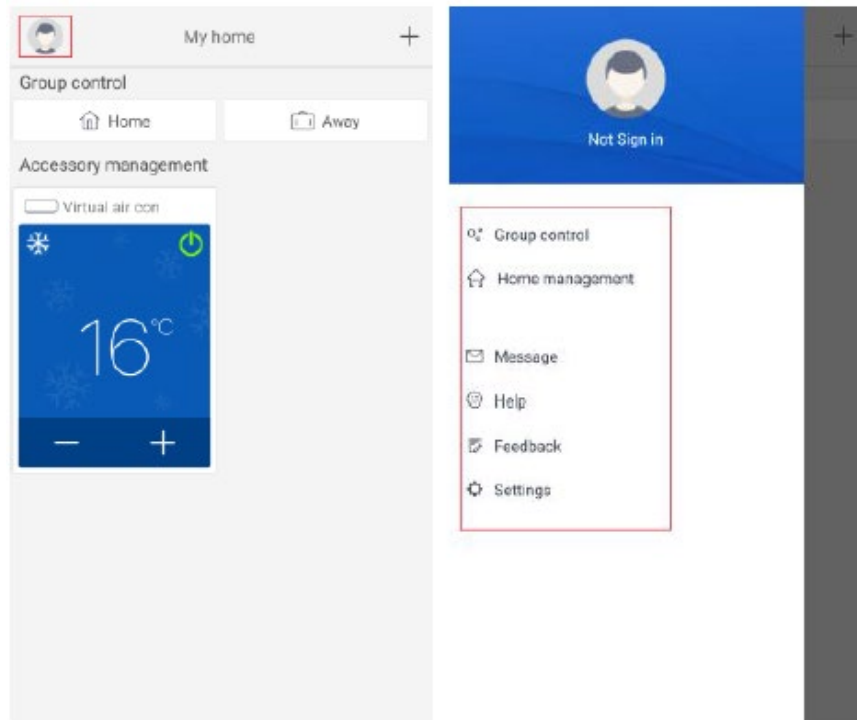 My home
Group control
Home
Away
Accessory management
Virtual air con
16°C
Not Sign in
Group control
Home management
Message
Help
Feedback
Settings